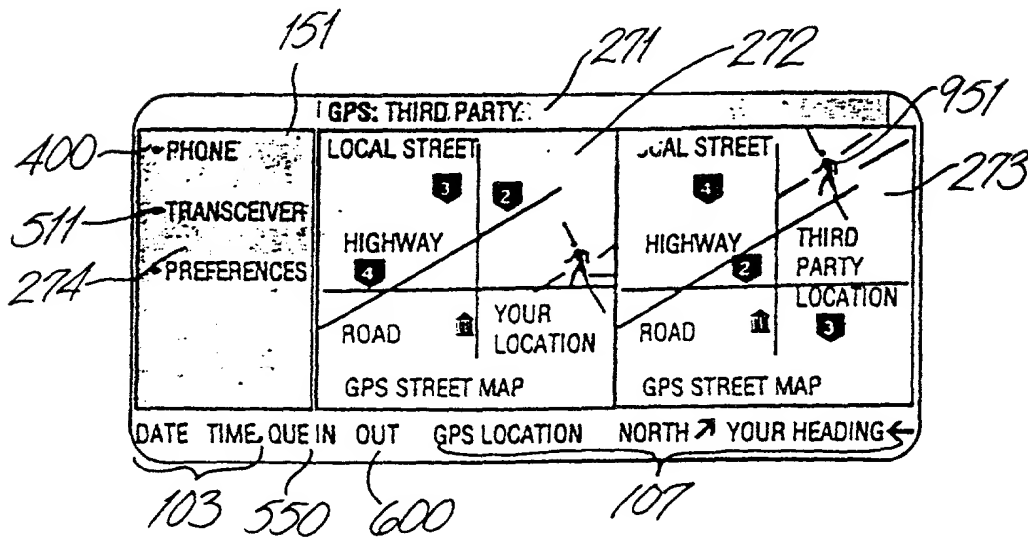 151
271
272
951
GPS: THIRD PARTY
400
PHONE
LOCAL STREET
CAL STREET
273
3
2
4
511
TRANSCEIVER
HIGHWAY
HIGHWAY
THIRD
PARTY
LOCATION
274
PREFERENCES
4
2
3
ROAD
YOUR
LOCATION
ROAD
GPS STREET MAP
GPS STREET MAP
DATE TIME QUE IN OUT GPS LOCATION NORTH ↗ YOUR HEADING ←
103
550
600
107